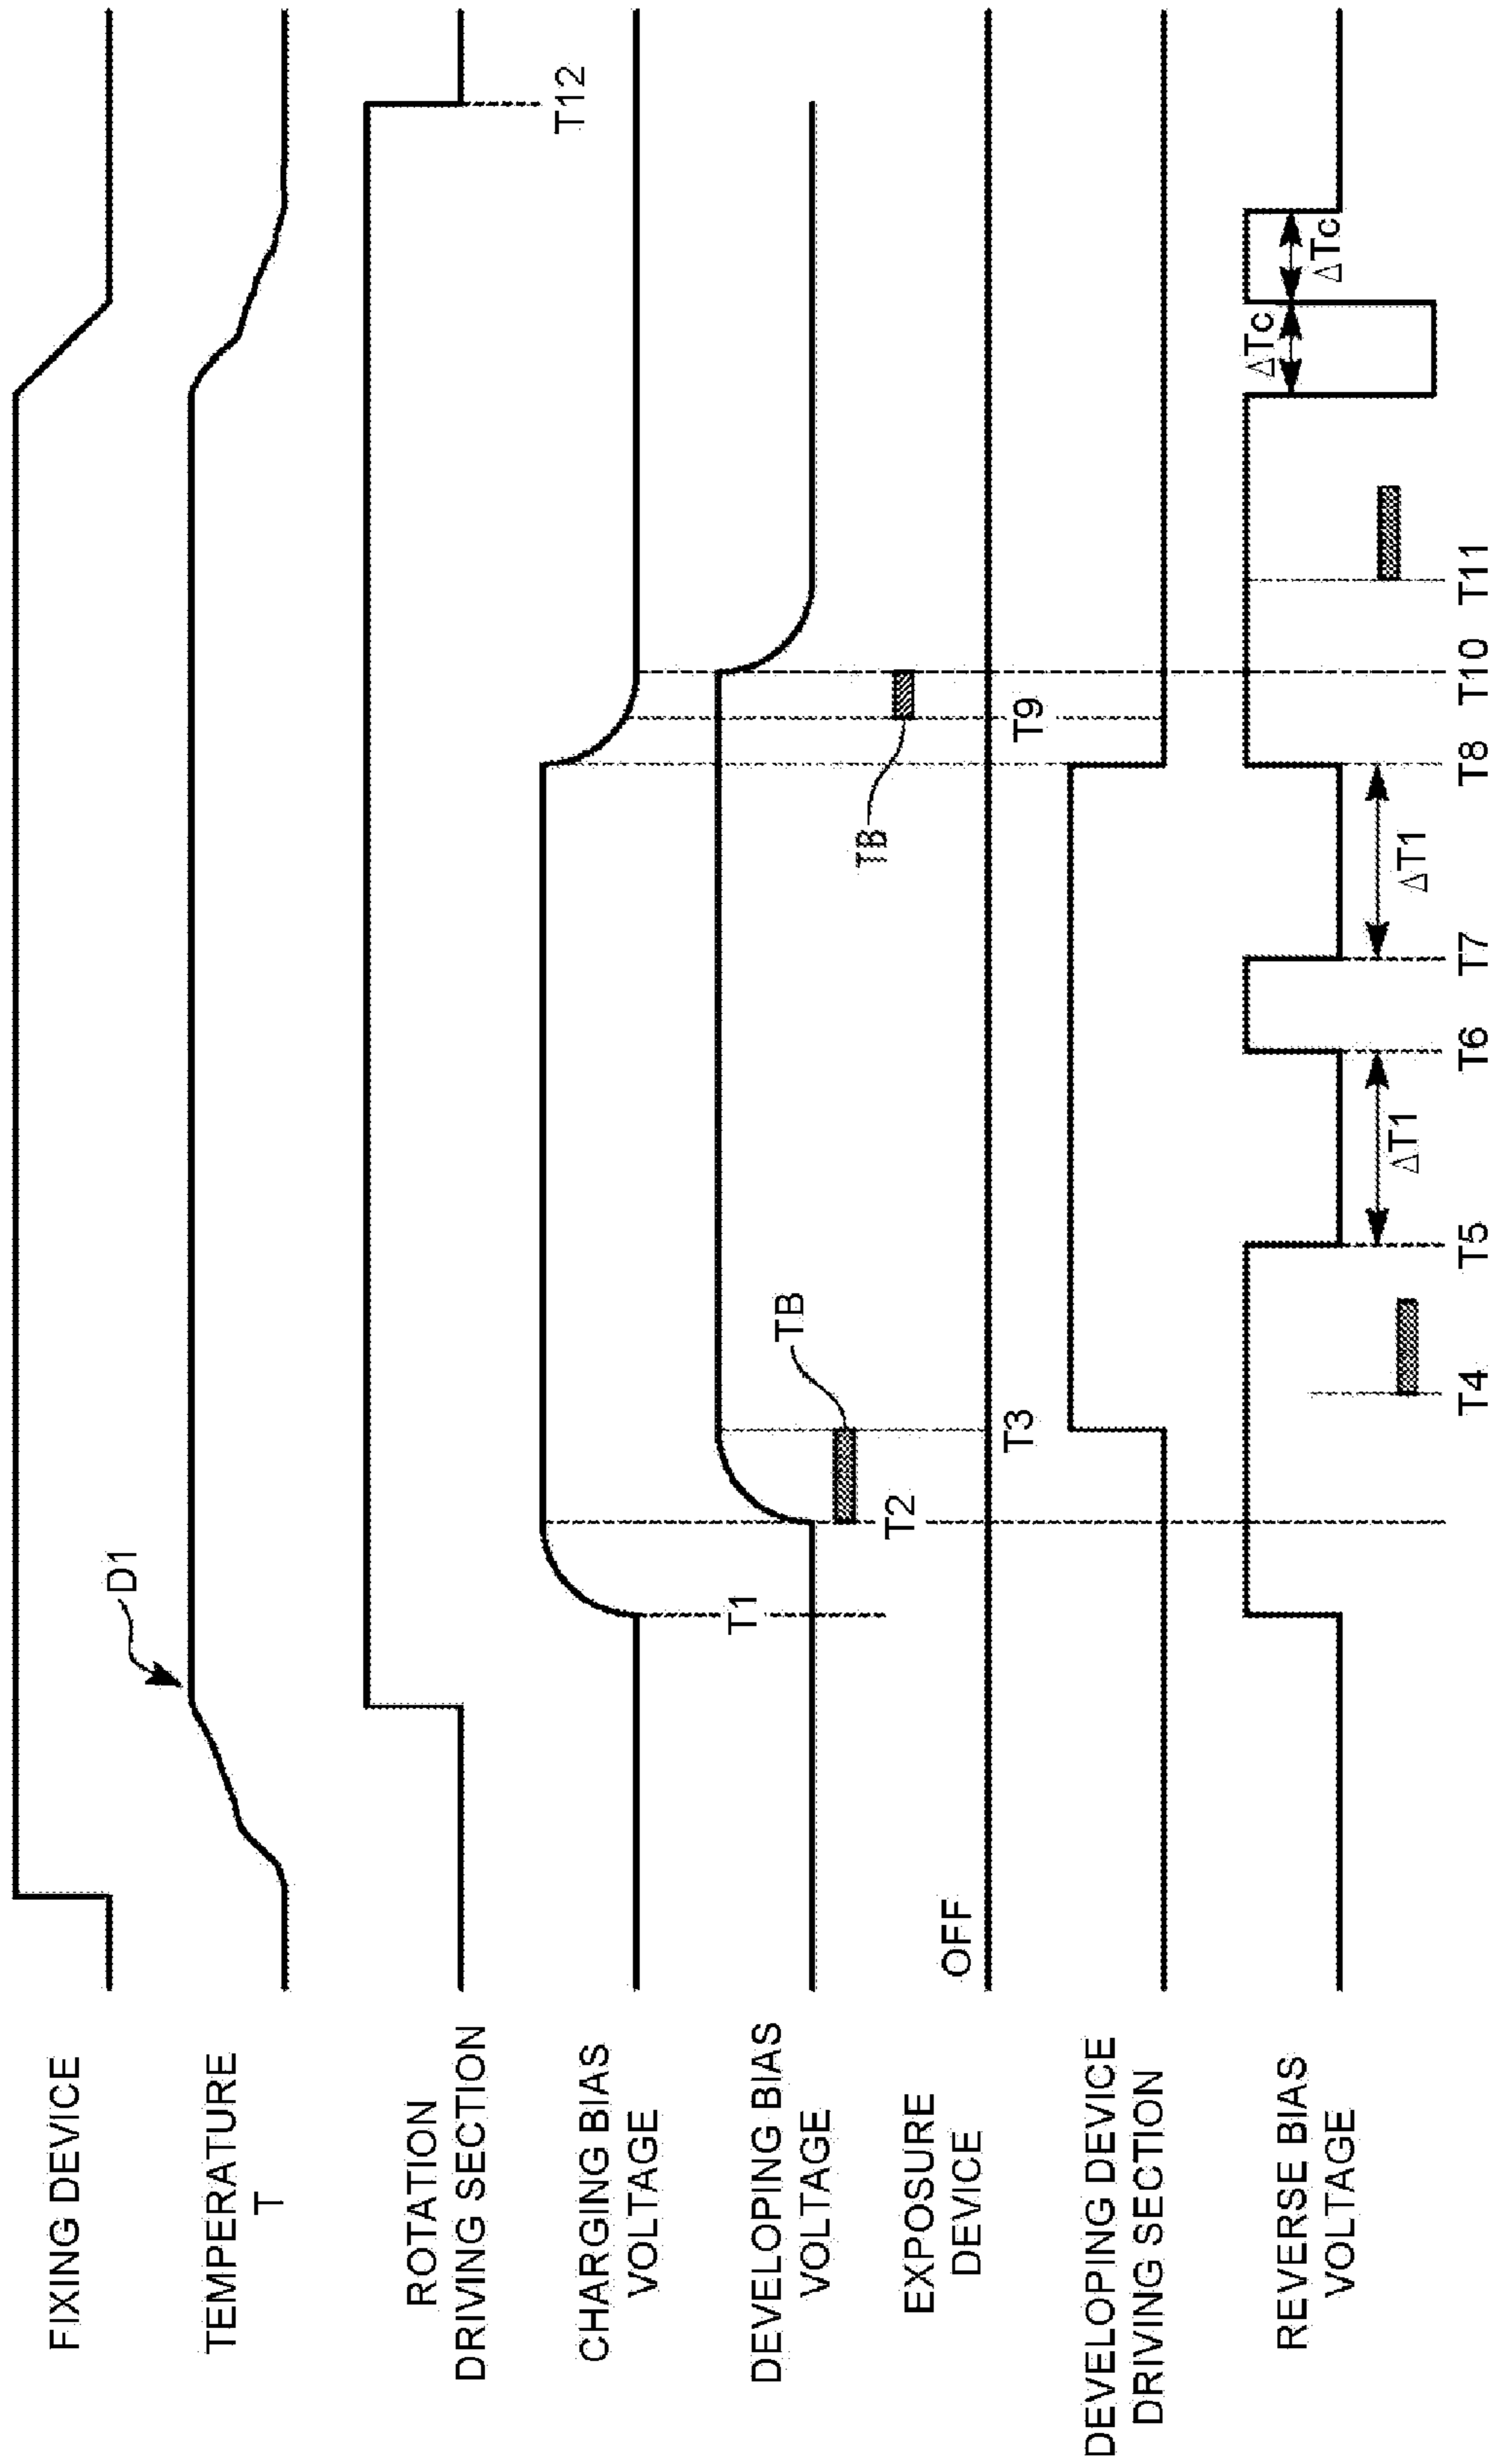 FIXING DEVICE
TEMPERATURE
T
D1
ROTATION
DRIVING SECTION
T12
CHARGING BIAS
VOLTAGE
T1
DEVELOPING BIAS
VOLTAGE
T2
TB
TB
EXPOSURE
DEVICE
OFF
T3
T9
DEVELOPING DEVICE
DRIVING SECTION
REVERSE BIAS
VOLTAGE
ΔTc
ΔTc
ΔT1
ΔT1
T4
T5
T6
T7
T8
T10
T11